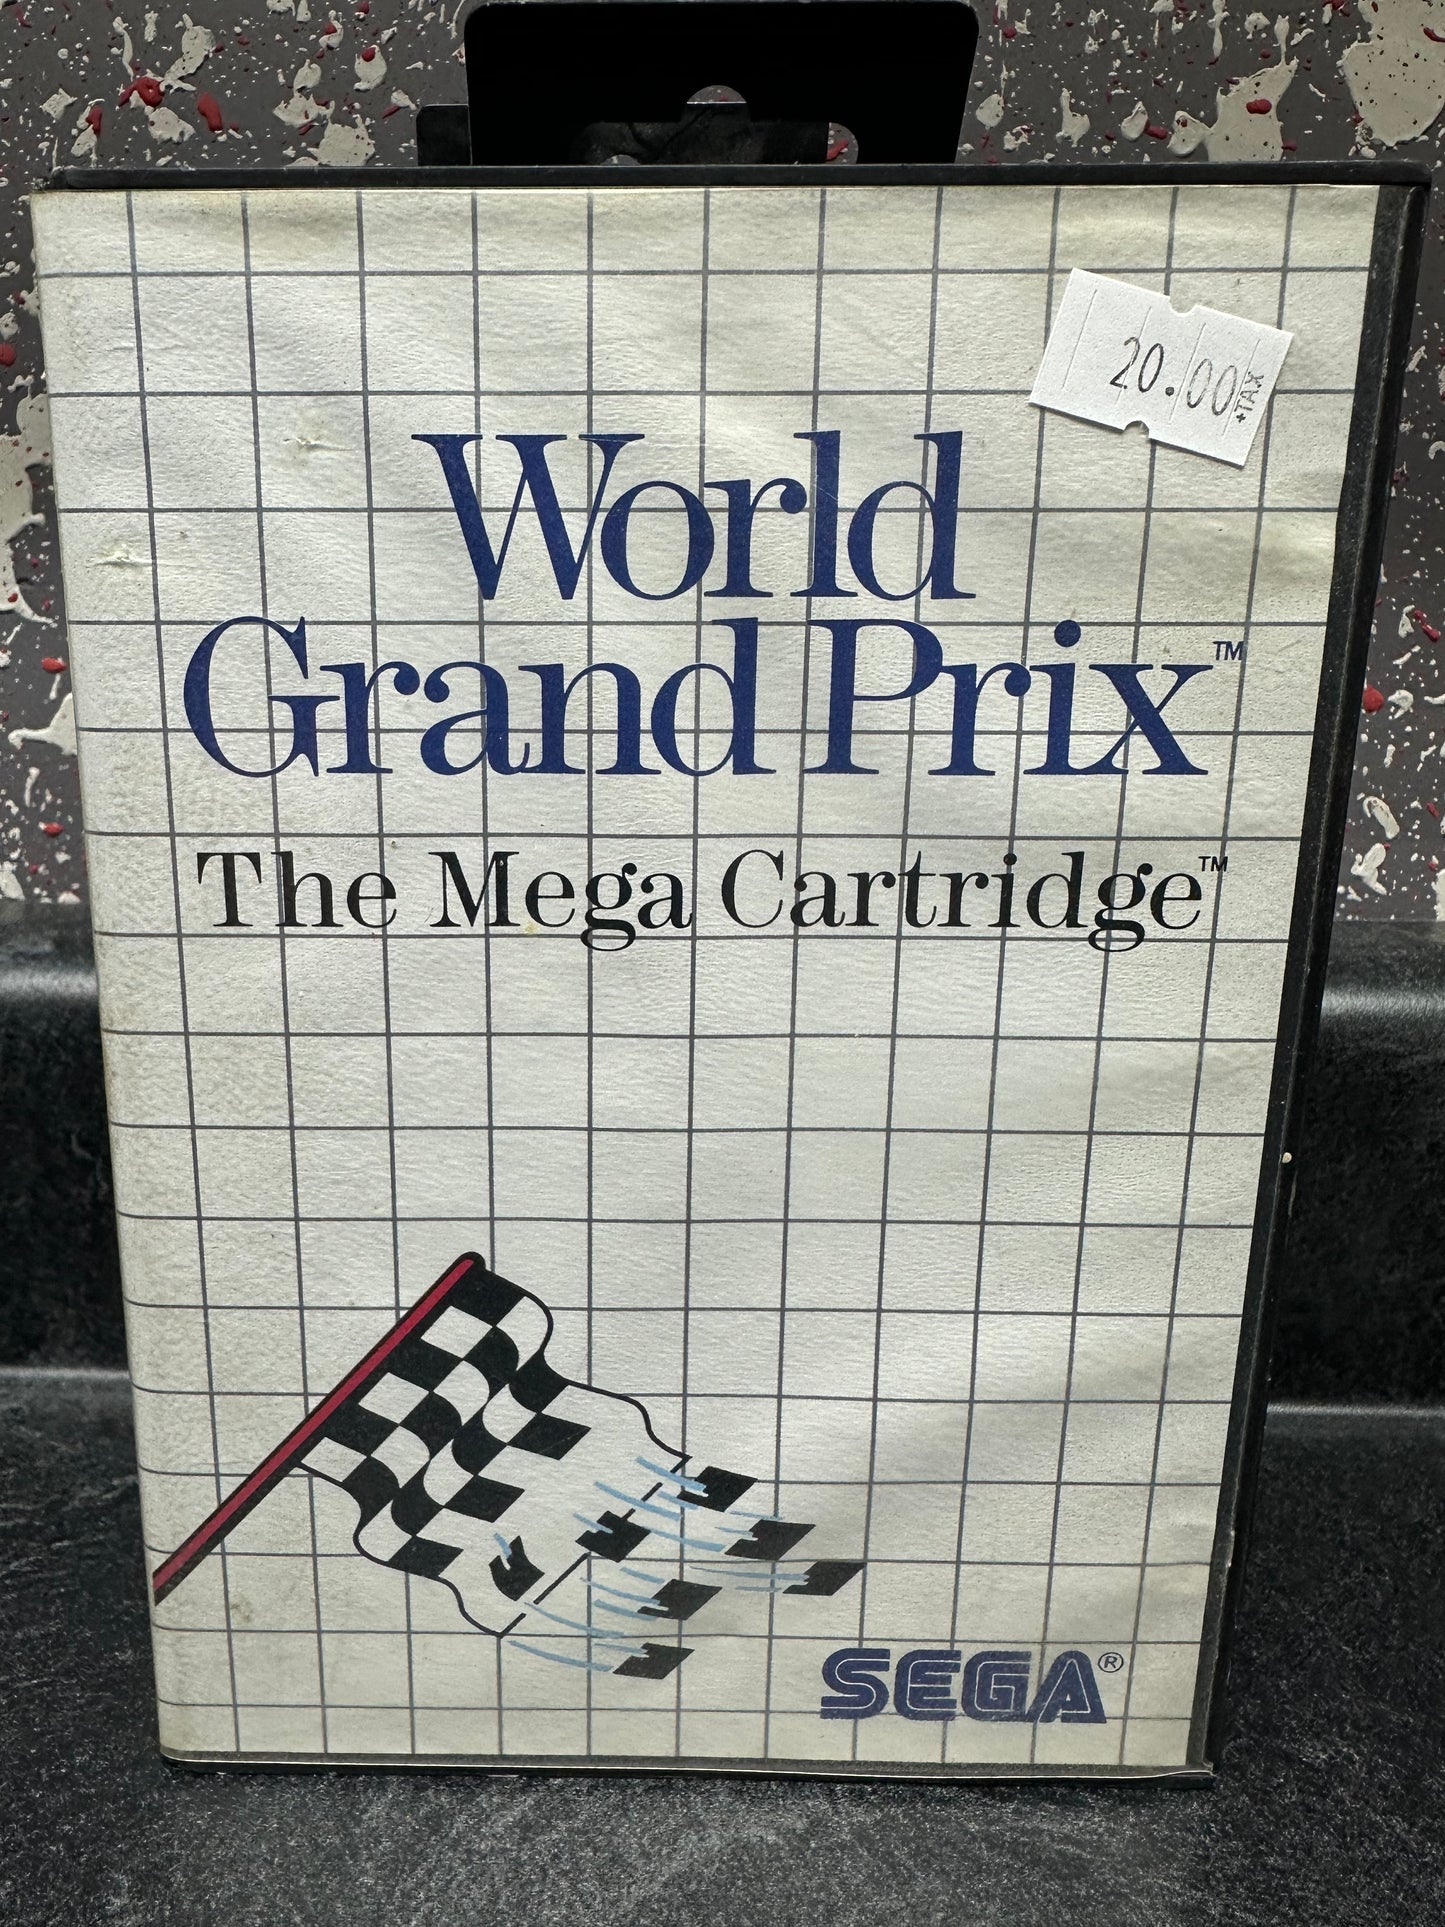 20.00 +TAX
World
Grand Prix™
The Mega Cartridge™
SEGA®